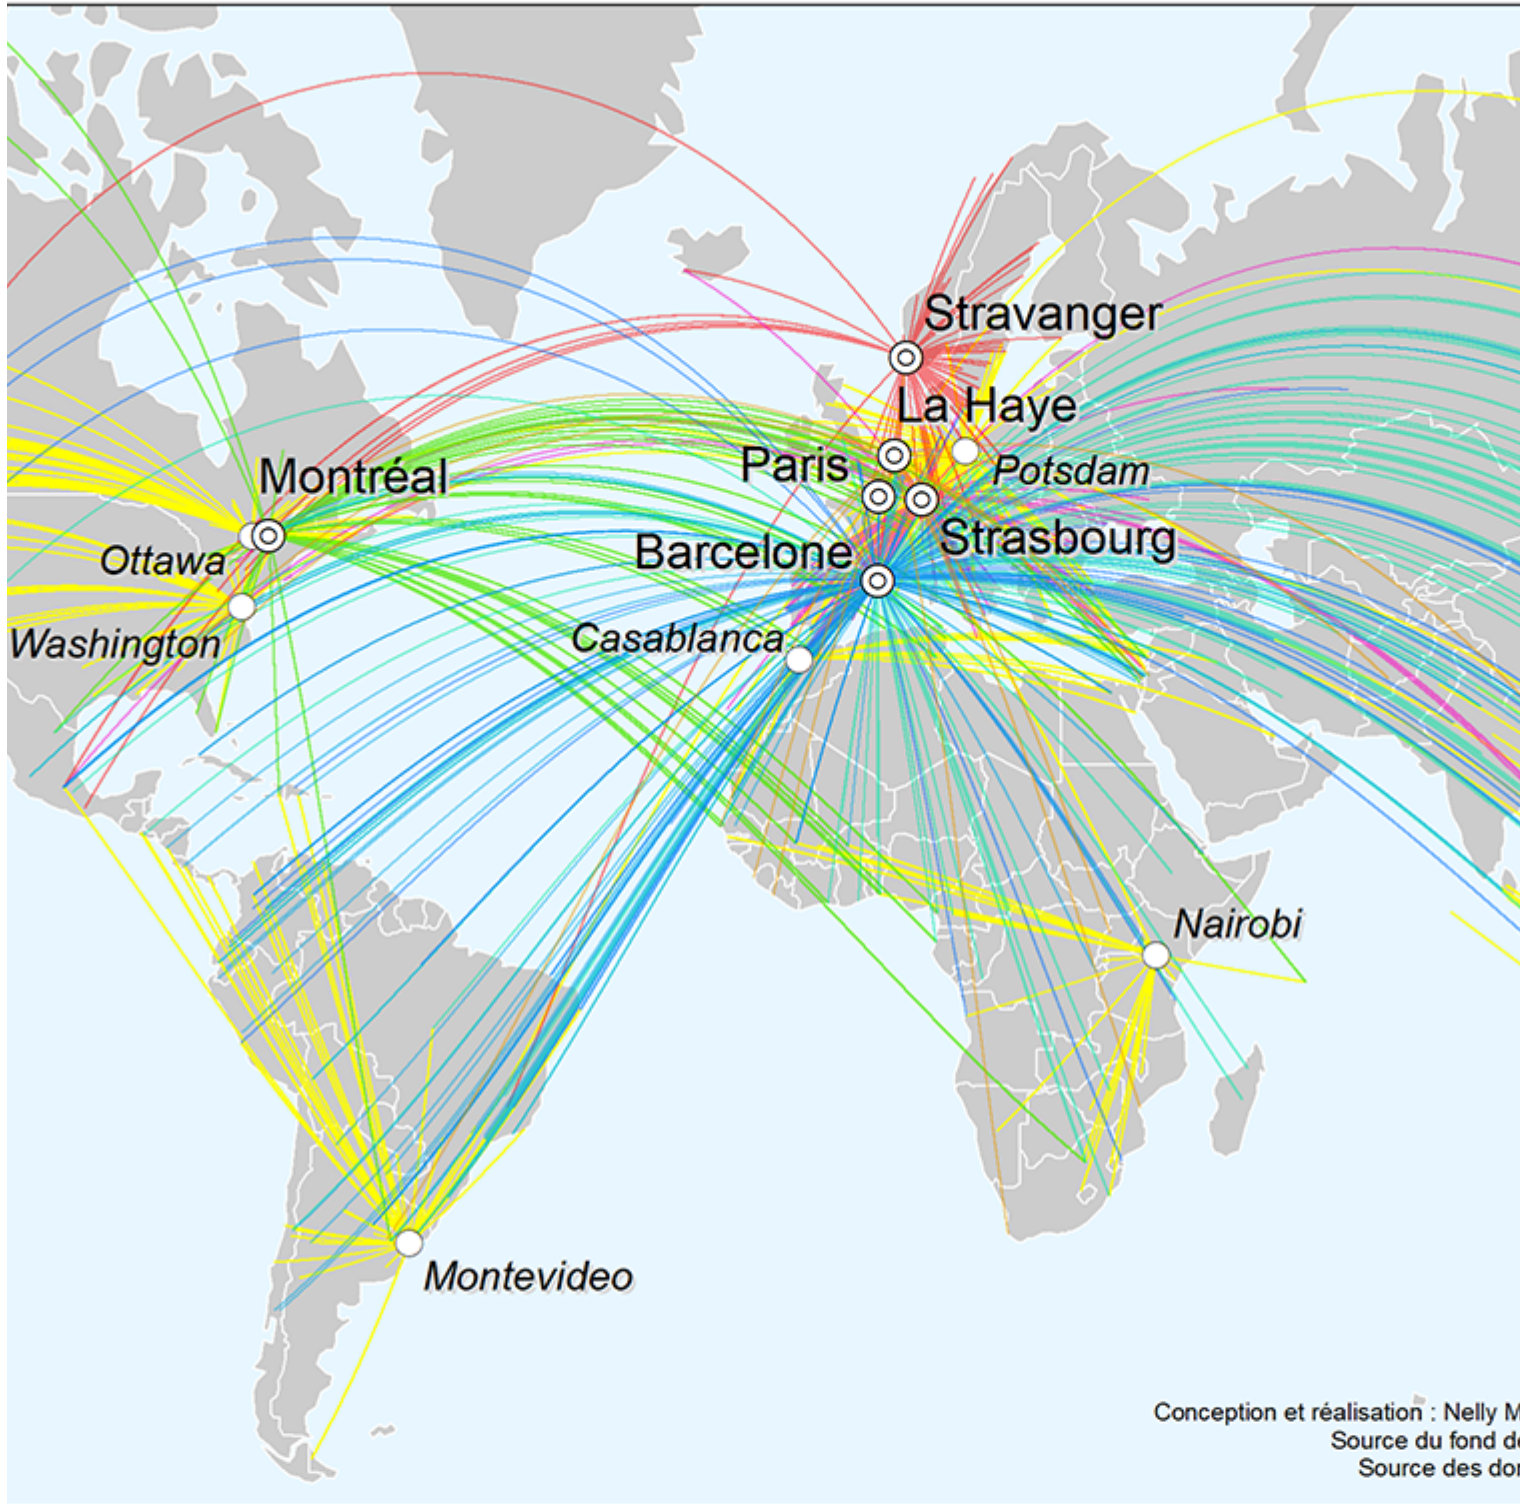 Stravanger
La Haye
Paris
Potsdam
Montréal
Strasbourg
Ottawa
Barcelone
Washington
Casablanca
Nairobi
Montevideo
Conception et réalisation : Nelly M
Source du fond d
Source des do